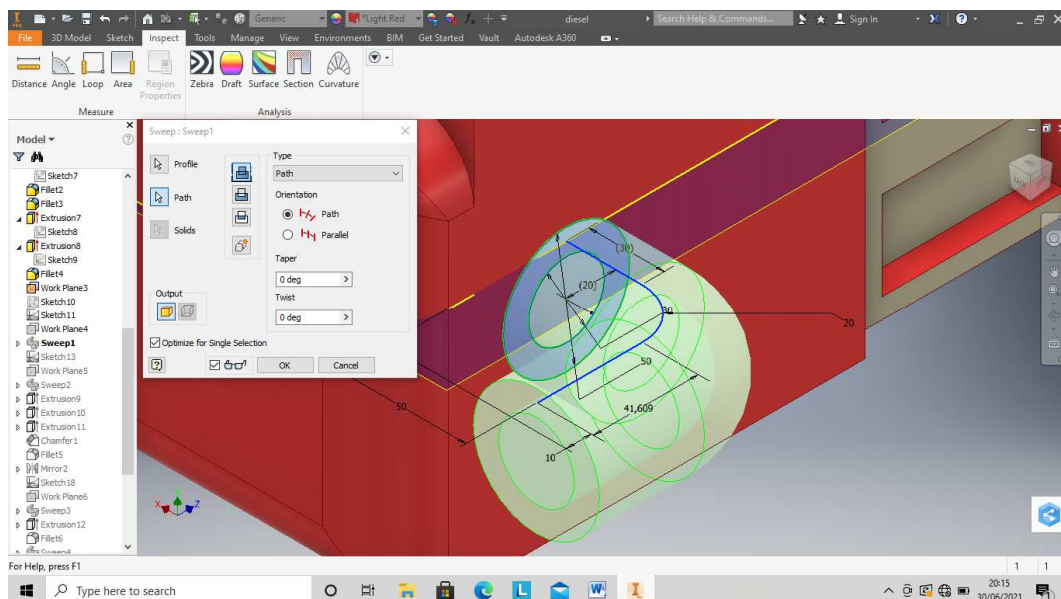 Generic
"Light Red
diesel
Search Help & Commands...
Sign In
PRO
File 3D Model Sketch Inspect Tools Manage View Environments BIM Get Started Vault Autodesk A360
Distance Angle Loop Area Region Properties Zebra Draft Surface Section Curvature
Measure Analysis
Model
Sketch7
Fillet2
Fillet3
Extrusion7
Sketch8
Extrusion8
Sketch9
Fillet4
Work Plane3
Sketch10
Sketch11
Work Plane4
Sweep1
Sketch13
Work Plane5
Sweep2
Extrusion9
Extrusion10
Extrusion11
Chamfer1
Fillet5
Mirror2
Sketch18
Work Plane6
Sweep3
Extrusion12
Fillet6
Sweep4
Sweep : Sweep1
Profile
Path
Solids
Output
Type
Path
Orientation
Path
Parallel
Taper
0 deg
Twist
0 deg
Optimize for Single Selection
OK Cancel
(30)
(20)
20
50
41,609
50
10
X
Z
For Help, press F1
1 1
Type here to search
20:15
30/06/2021